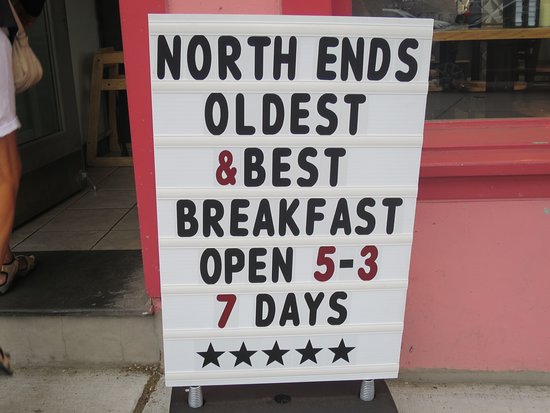 NORTH ENDS
OLDEST
&BEST
BREAKFAST
OPEN 5-3
7 DAYS
★★★★★